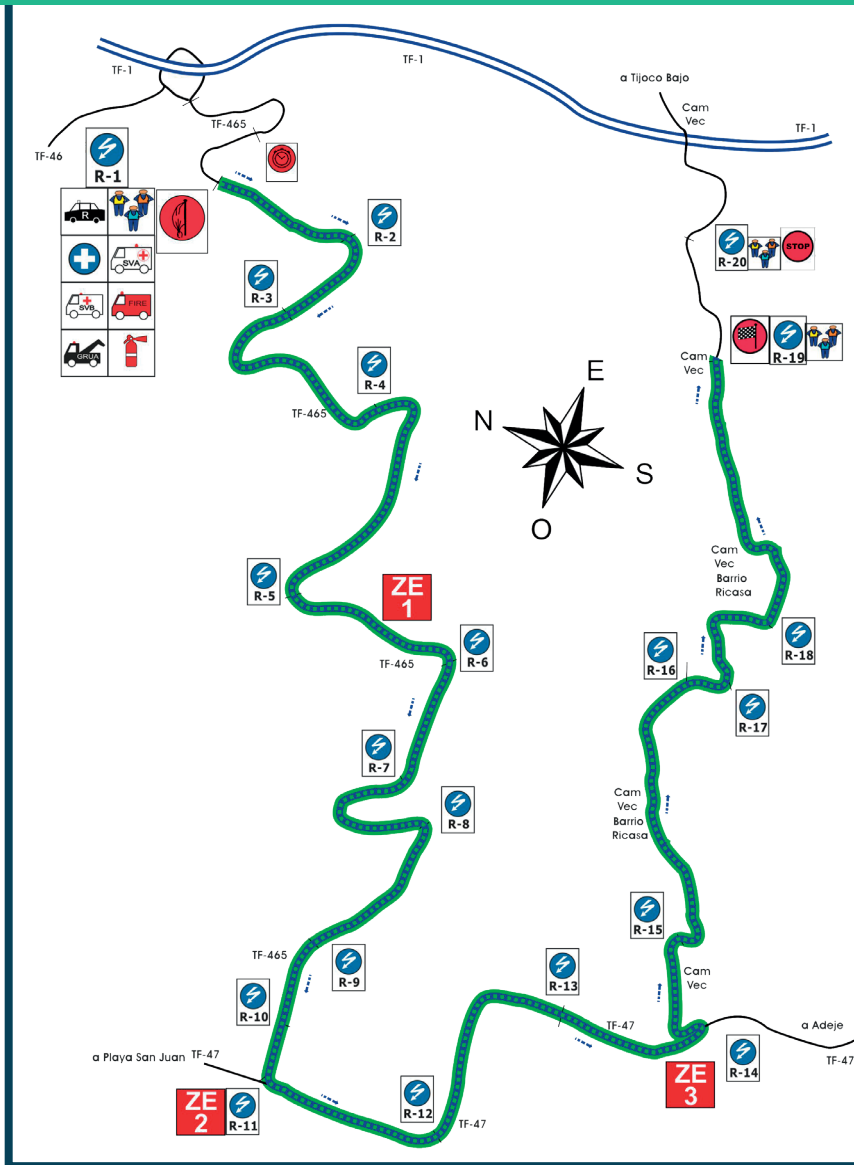 TF-1
TF-1
a Tijoco Bajo
Cam
Vec
TF-1
TF-465
TF-46
R-1
R
SVA
SVB
FIRE
GRUA
R-2
R-20
STOP
R-3
R-19
Cam
Vec
R-4
TF-465
E
N
S
O
R-5
ZE
1
Cam
Vec
Barrio
Ricasa
TF-465
R-6
R-16
R-18
R-17
R-7
R-8
Cam
Vec
Barrio
Ricasa
R-15
TF-465
R-9
R-13
Cam
Vec
R-10
TF-47
a Adeje
TF-47
a Playa San Juan
TF-47
R-14
ZE
3
ZE
2
R-11
R-12
TF-47